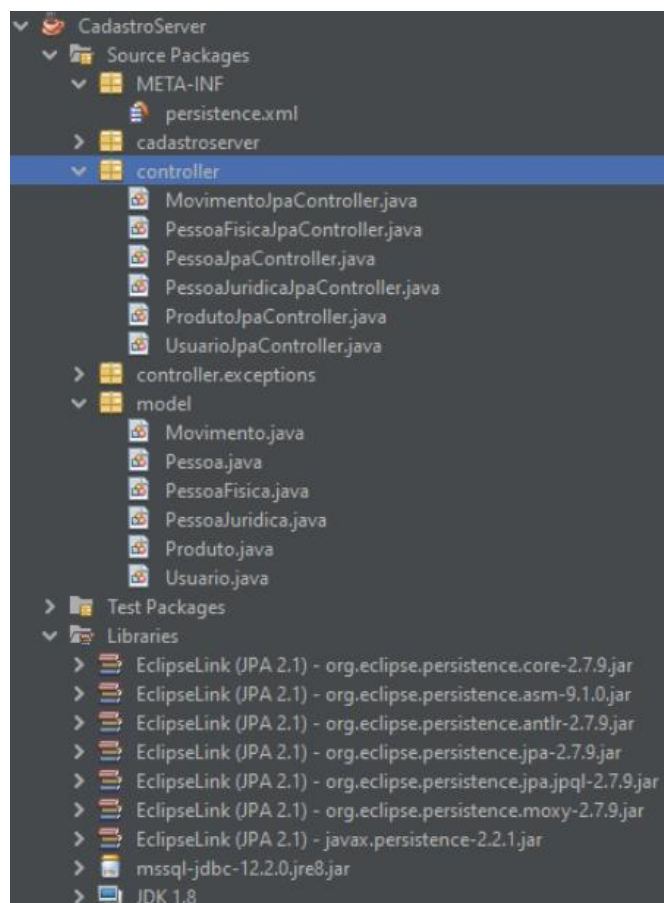 CadastroServer
Source Packages
META-INF
persistence.xml
cadastroserver
controller
MovimentoJpaController.java
PessoaFisicaJpaController.java
PessoaJpaController.java
PessoaJuridicaJpaController.java
ProdutoJpaController.java
UsuarioJpaController.java
controller.exceptions
model
Movimento.java
Pessoa.java
PessoaFisica.java
PessoaJuridica.java
Produto.java
Usuario.java
Test Packages
Libraries
EclipseLink (JPA 2.1) - org.eclipse.persistence.core-2.7.9.jar
EclipseLink (JPA 2.1) - org.eclipse.persistence.asm-9.1.0.jar
EclipseLink (JPA 2.1) - org.eclipse.persistence.antlr-2.7.9.jar
EclipseLink (JPA 2.1) - org.eclipse.persistence.jpa-2.7.9.jar
EclipseLink (JPA 2.1) - org.eclipse.persistence.jpa.jpql-2.7.9.jar
EclipseLink (JPA 2.1) - org.eclipse.persistence.moxy-2.7.9.jar
EclipseLink (JPA 2.1) - javax.persistence-2.2.1.jar
mssql-jdbc-12.2.0.jre8.jar
JDK 1.8